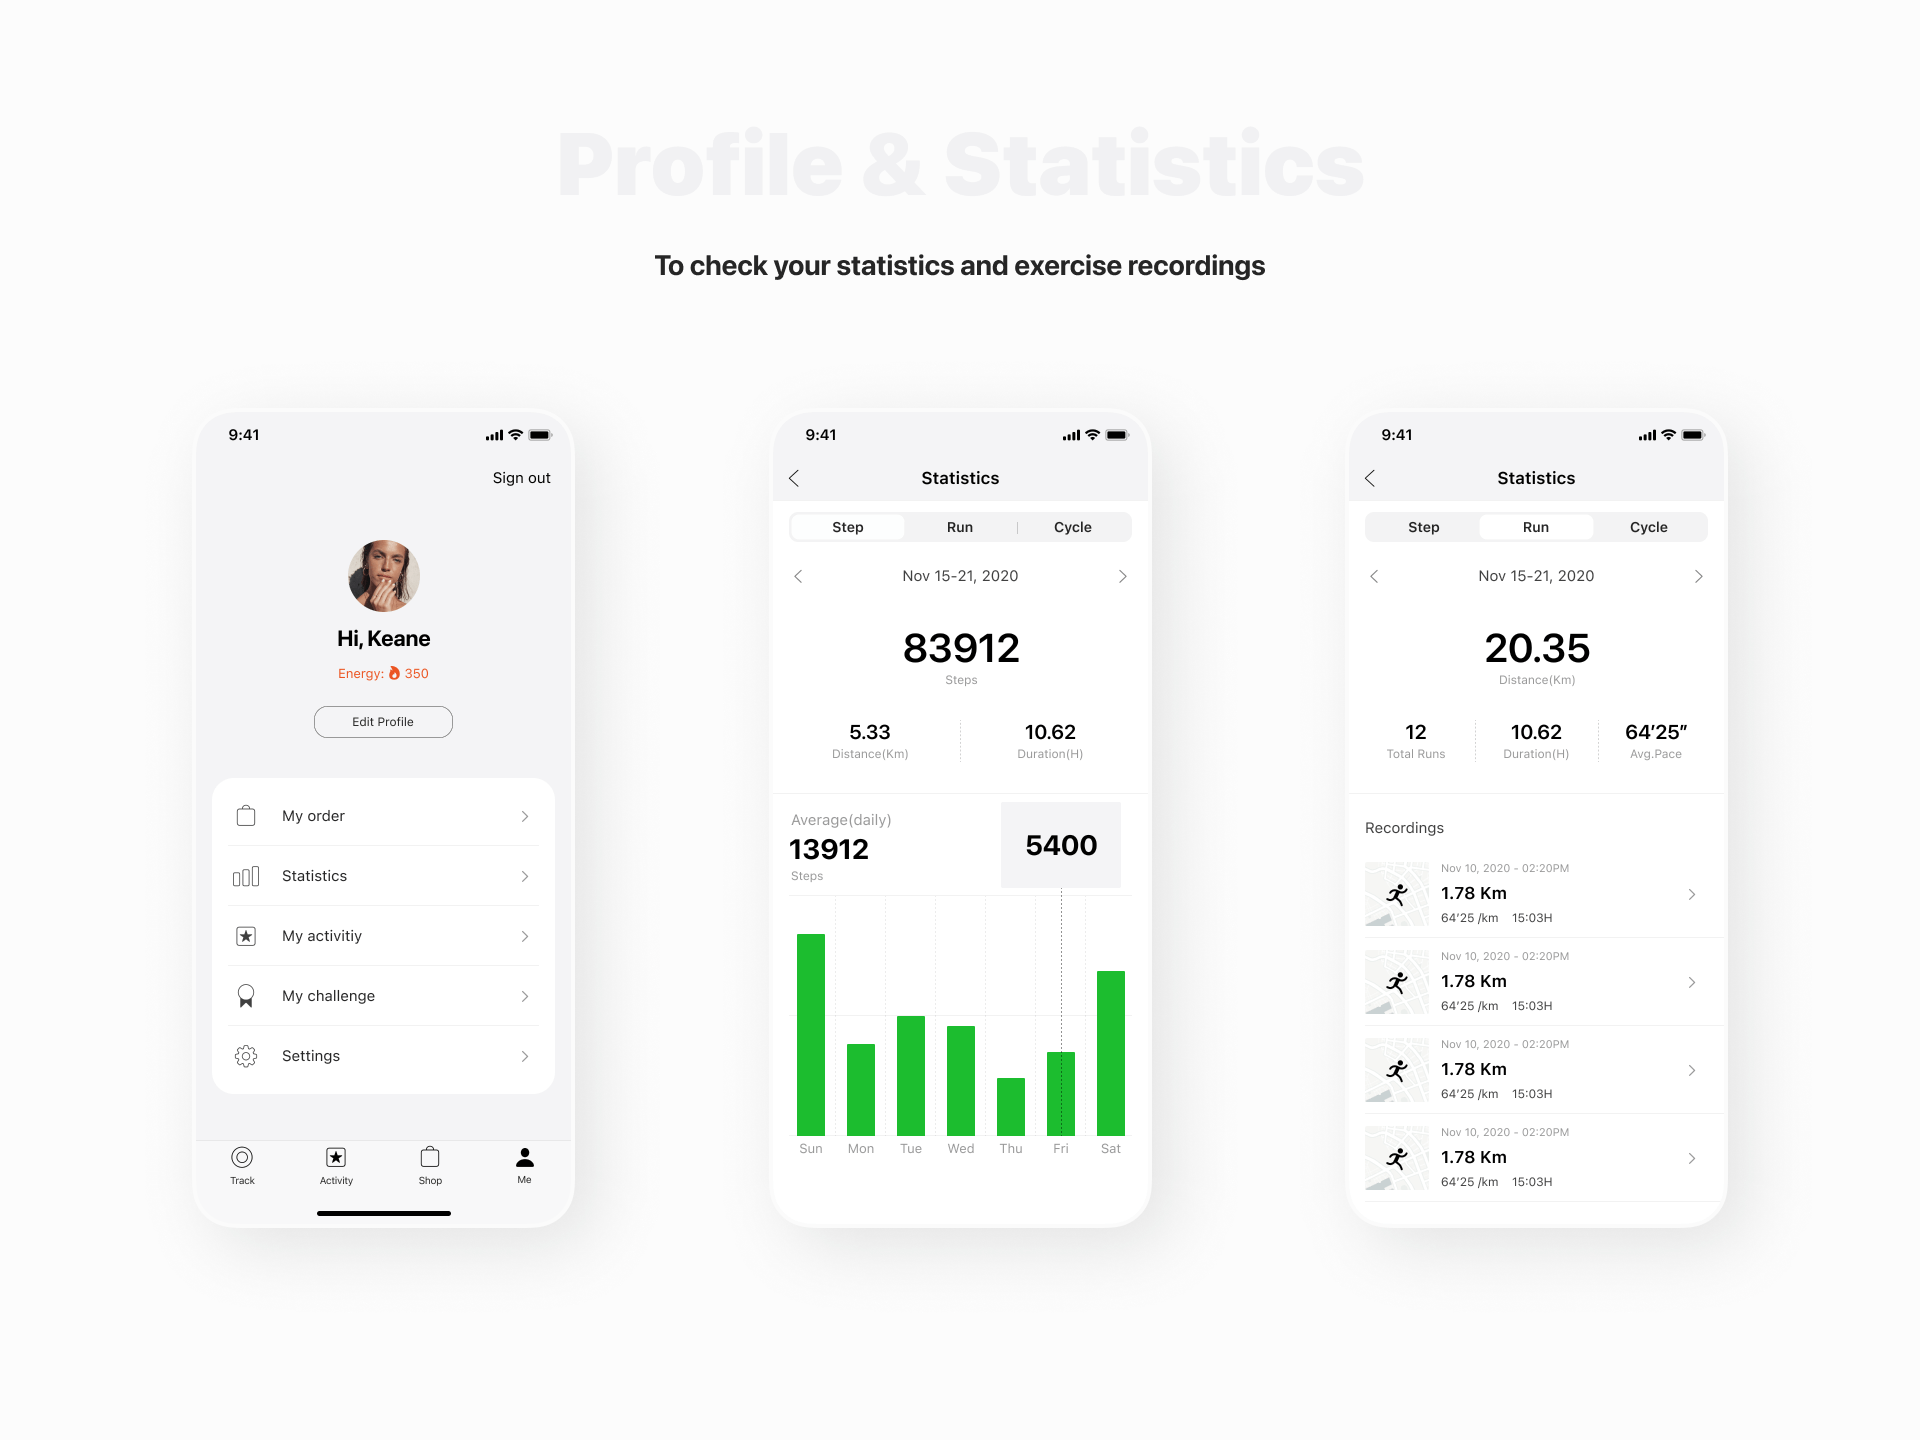 Profile & Statistics
To check your statistics and exercise recordings
9:41
Sign out
Hi, Keane
Energy: 350
Edit Profile
My order
Statistics
My activitiy
My challenge
Settings
Track Activity Shop Me
9:41
Statistics
Step Run Cycle
Nov 15-21, 2020
83912
Steps
5.33 10.62
Distance(Km) Duration(H)
Average(daily)
13912
Steps
5400
Sun Mon Tue Wed Thu Fri Sat
9:41
Statistics
Step Run Cycle
Nov 15-21, 2020
20.35
Distance(Km)
12 10.62 64’25”
Total Runs Duration(H) Avg.Pace
Recordings
Nov 10, 2020 - 02:20PM
1.78 Km
64’25 /km 15:03H
Nov 10, 2020 - 02:20PM
1.78 Km
64’25 /km 15:03H
Nov 10, 2020 - 02:20PM
1.78 Km
64’25 /km 15:03H
Nov 10, 2020 - 02:20PM
1.78 Km
64’25 /km 15:03H